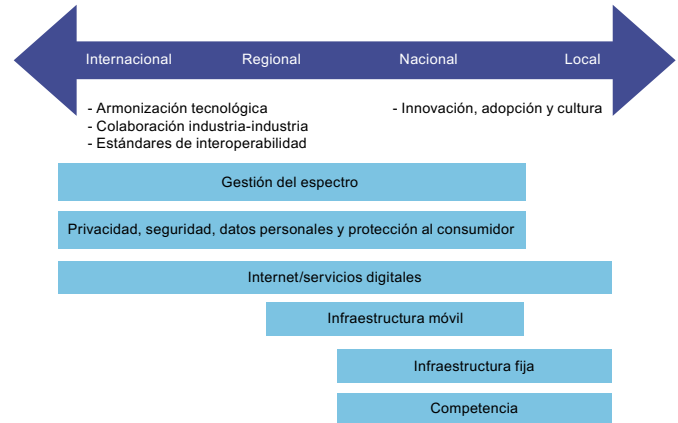 Internacional Regional Nacional Local
- Armonización tecnológica
- Colaboración industria-industria
- Estándares de interoperabilidad
- Innovación, adopción y cultura
Gestión del espectro
Privacidad, seguridad, datos personales y protección al consumidor
Internet/servicios digitales
Infraestructura móvil
Infraestructura fija
Competencia